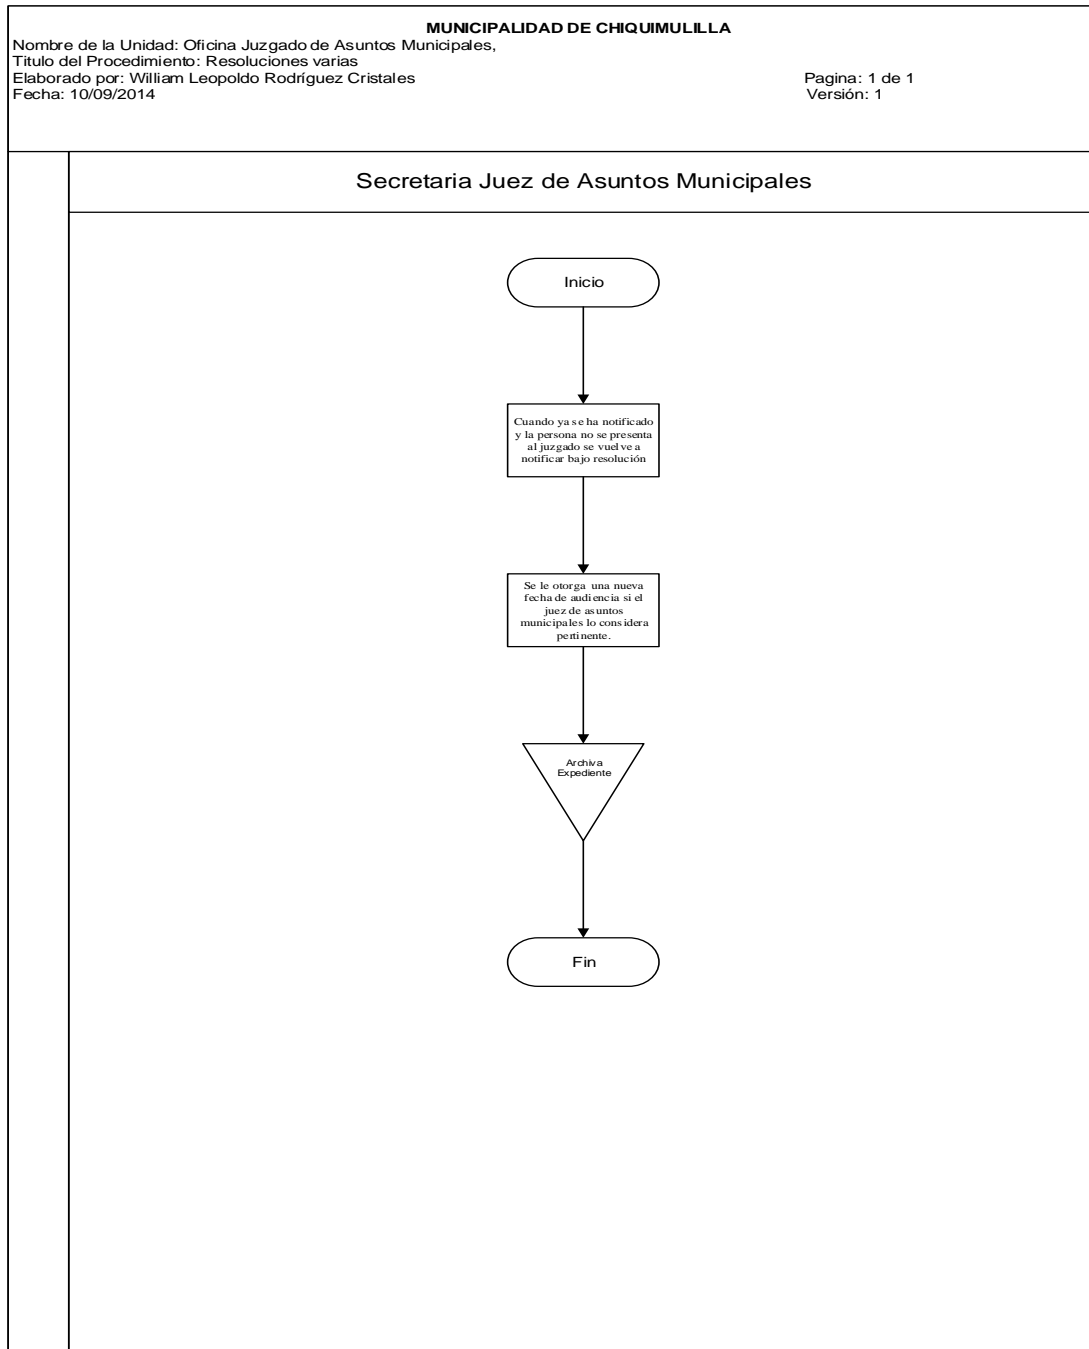 MUNICIPALIDAD DE CHIQUIMULILLA
Nombre de la Unidad: Oficina Juzgado de Asuntos Municipales,
Titulo del Procedimiento: Resoluciones varias
Elaborado por: William Leopoldo Rodríguez Cristales
Pagina: 1 de 1
Fecha: 10/09/2014
Versión: 1
Secretaria Juez de Asuntos Municipales
Inicio
Cuando ya se ha notificado
y la persona no se presenta
al juzgado se vuelve a
notificar bajo resolución
Se le otorga una nueva
fecha de audiencia si el
juez de asuntos
municipales lo considera
pertinente.
Archiva
Expediente
Fin